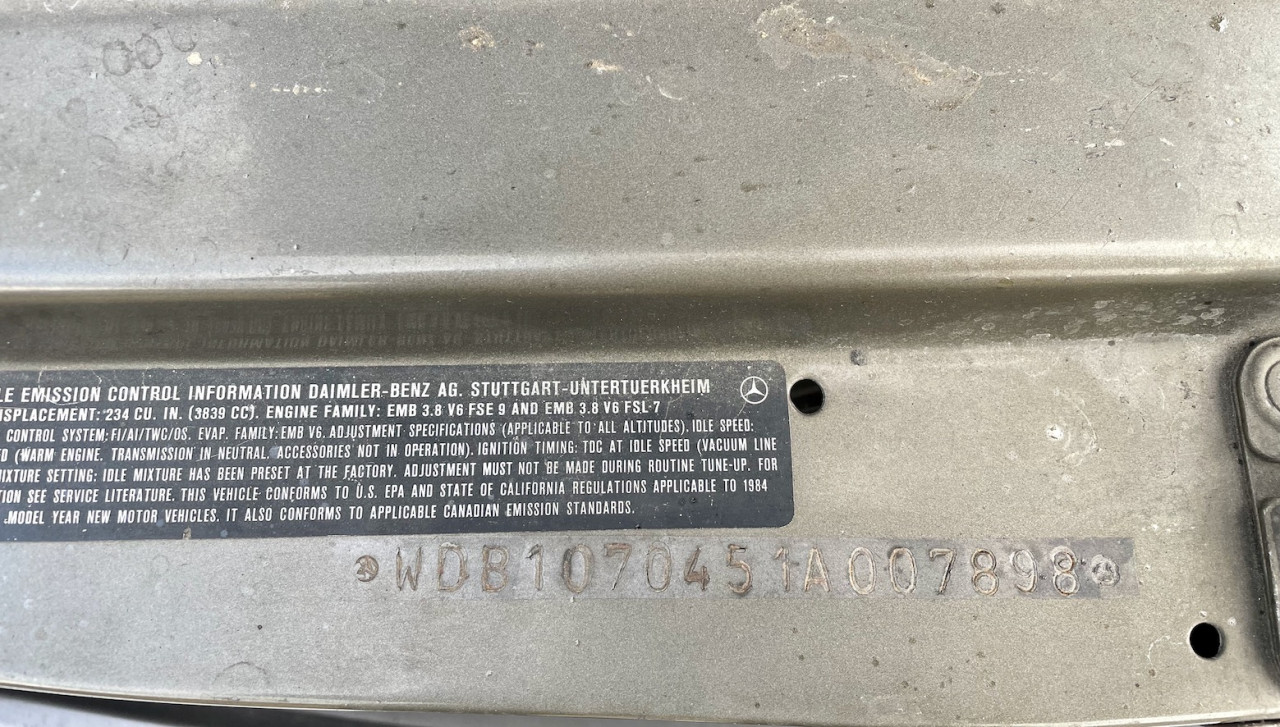 LE EMISSION CONTROL INFORMATION DAIMLER-BENZ AG. STUTTGART-UNTERTUERKHEIM
ISPLACEMENT: 234 CU. IN. (3839 CC). ENGINE FAMILY: EMB 3.8 V6 FSE 9 AND EMB 3.8 V6 FSL 7
CONTROL SYSTEM: FI/AI/TWC/OS. EVAP. FAMILY: EMB V6. ADJUSTMENT SPECIFICATIONS (APPLICABLE TO ALL ALTITUDES). IDLE SPEED:
ED (WARM ENGINE. TRANSMISSION IN NEUTRAL. ACCESSORIES NOT IN OPERATION). IGNITION TIMING: TDC AT IDLE SPEED (VACUUM LINE
MIXTURE SETTING: IDLE MIXTURE HAS BEEN PRESET AT THE FACTORY. ADJUSTMENT MUST NOT BE MADE DURING ROUTINE TUNE-UP. FOR
TION SEE SERVICE LITERATURE. THIS VEHICLE CONFORMS TO U.S. EPA AND STATE OF CALIFORNIA REGULATIONS APPLICABLE TO 1984
MODEL YEAR NEW MOTOR VEHICLES. IT ALSO CONFORMS TO APPLICABLE CANADIAN EMISSION STANDARDS.
WDB1070451A007898